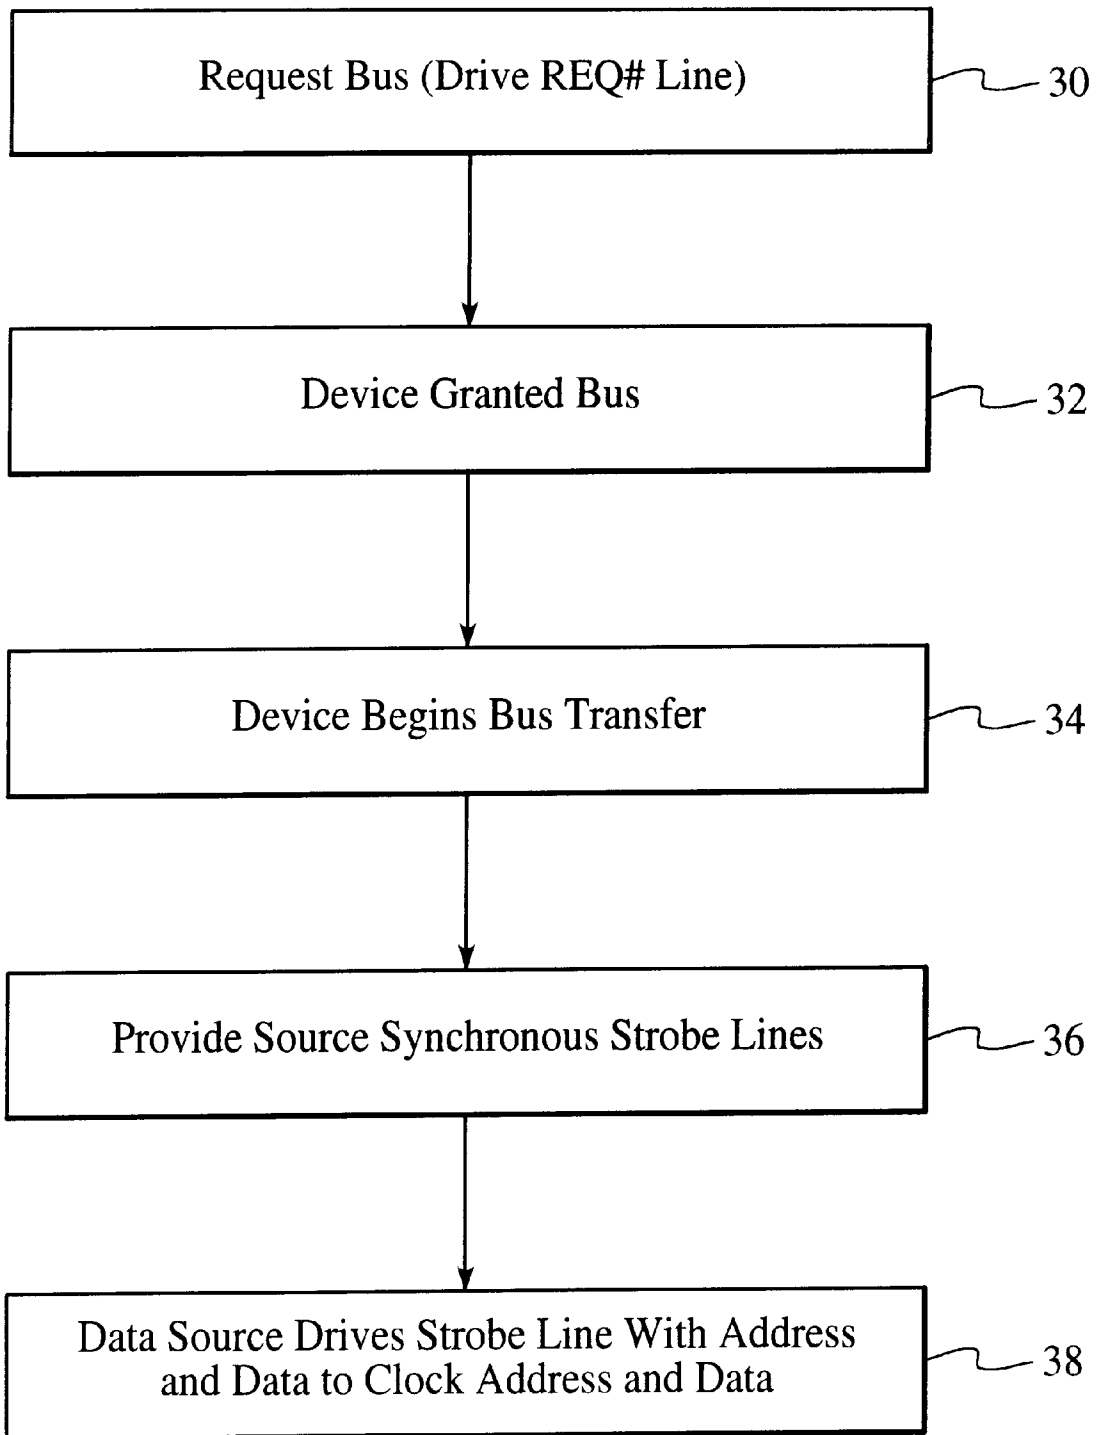 Request Bus (Drive REQ# Line)
30
Device Granted Bus
32
Device Begins Bus Transfer
34
Provide Source Synchronous Strobe Lines
36
Data Source Drives Strobe Line With Address
and Data to Clock Address and Data
38